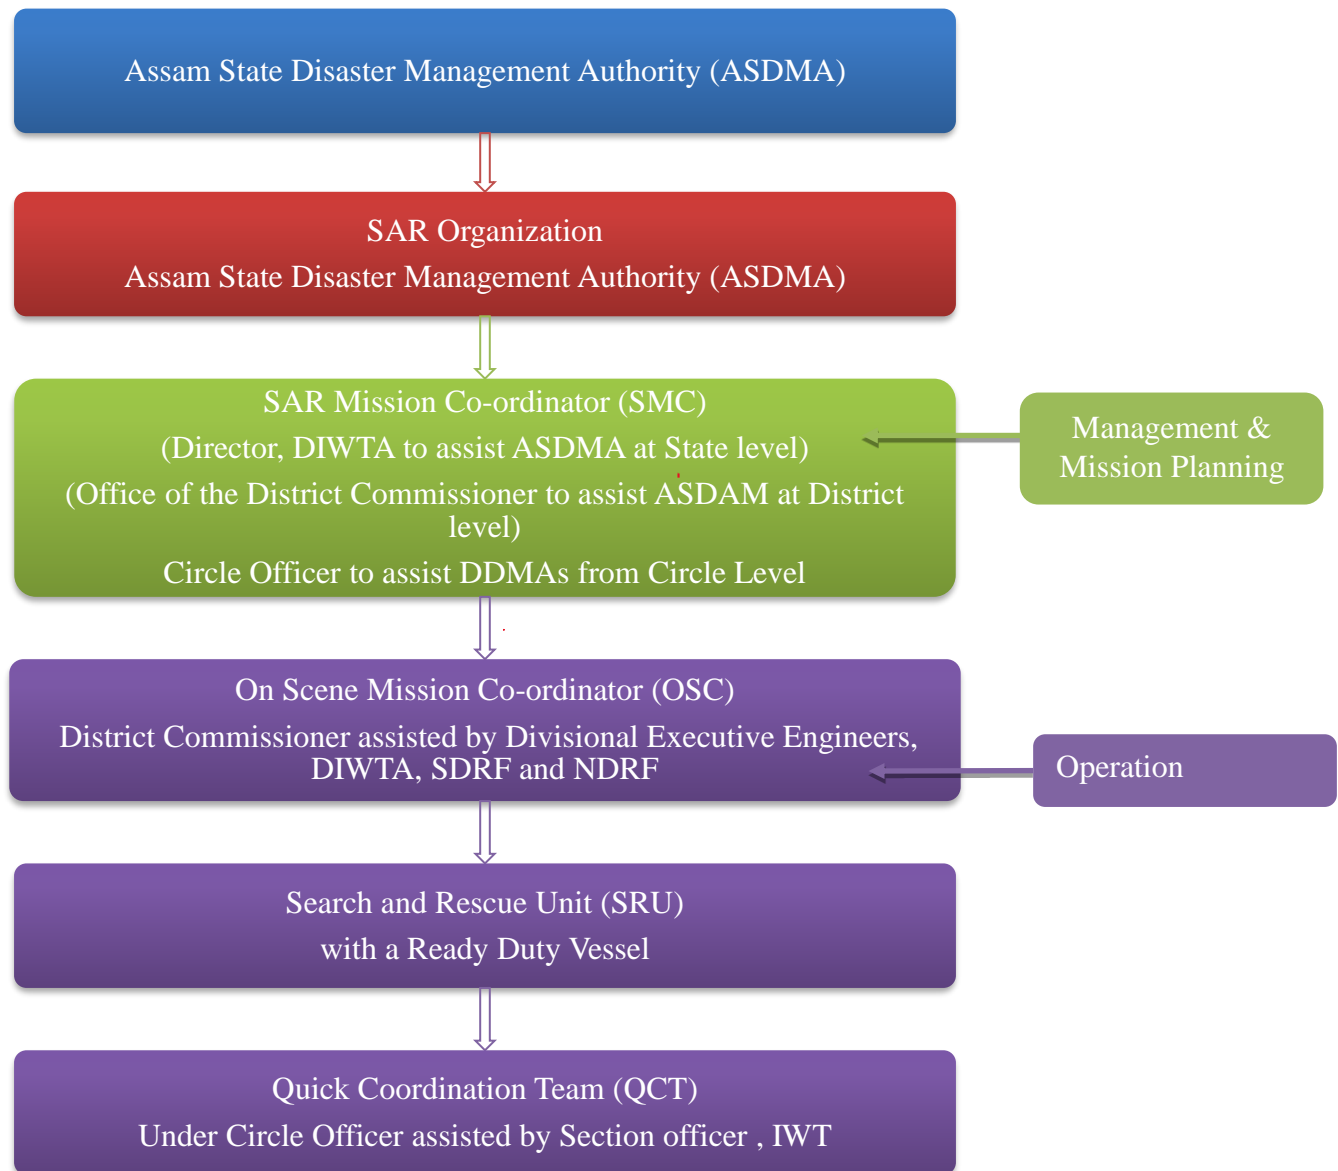 Assam State Disaster Management Authority (ASDMA)
SAR Organization
Assam State Disaster Management Authority (ASDMA)
SAR Mission Co-ordinator (SMC)
(Director, DIWTA to assist ASDMA at State level)
(Office of the District Commissioner to assist ASDAM at District
level)
Circle Officer to assist DDMAs from Circle Level
Management &
Mission Planning
On Scene Mission Co-ordinator (OSC)
District Commissioner assisted by Divisional Executive Engineers,
DIWTA, SDRF and NDRF
Operation
Search and Rescue Unit (SRU)
with a Ready Duty Vessel
Quick Coordination Team (QCT)
Under Circle Officer assisted by Section officer , IWT